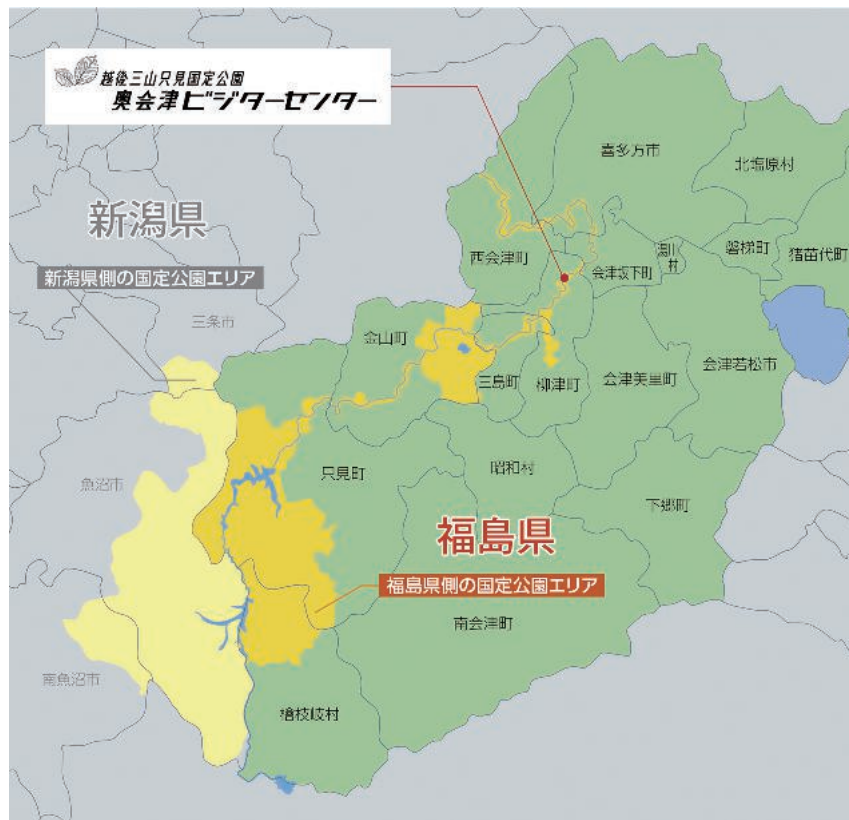 越後三山只見国定公園
奥会津ビジターセンター
喜多方市
北塩原村
新潟県
西会津町
湯川
村
磐梯町
猪苗代町
会津坂下町
新潟県側の国定公園エリア
三条市
金山町
三島町
柳津町
会津美里町
会津若松市
魚沼市
只見町
昭和村
下郷町
福島県
福島県側の国定公園エリア
南会津町
南魚沼市
檜枝岐村